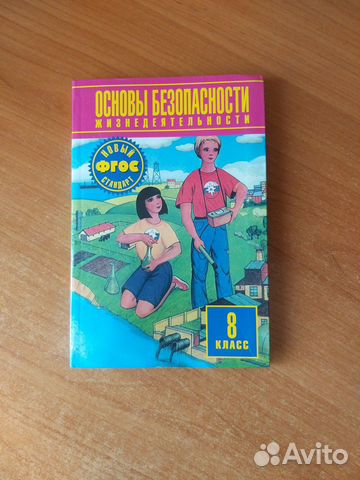 ОСНОВЫ БЕЗОПАСНОСТИ
ЖИЗНЕДЕЯТЕЛЬНОСТИ
НОВЫЙ
ФГОС
СТАНДАРТ
8
КЛАСС
Avito